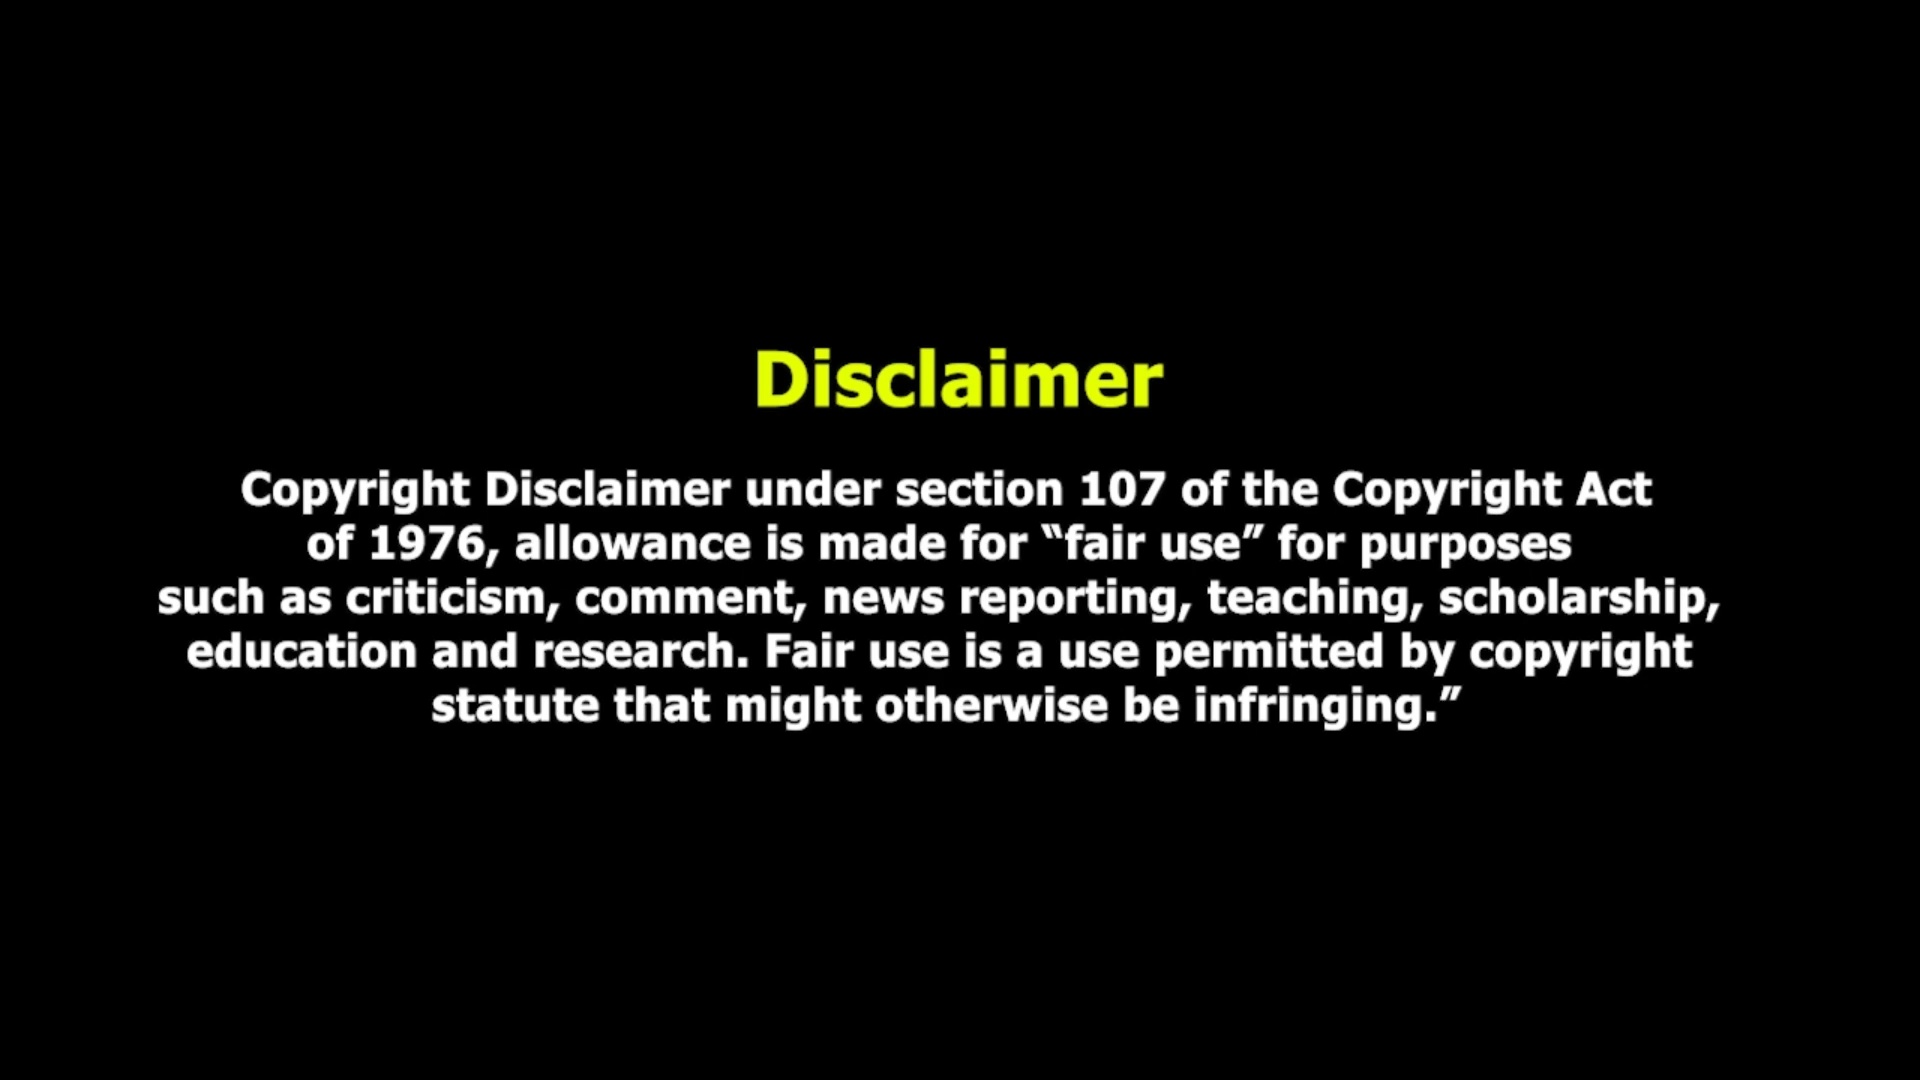 Disclaimer
Copyright Disclaimer under section 107 of the Copyright Act
of 1976, allowance is made for “fair use” for purposes
such as criticism, comment, news reporting, teaching, scholarship,
education and research. Fair use is a use permitted by copyright
statute that might otherwise be infringing.”